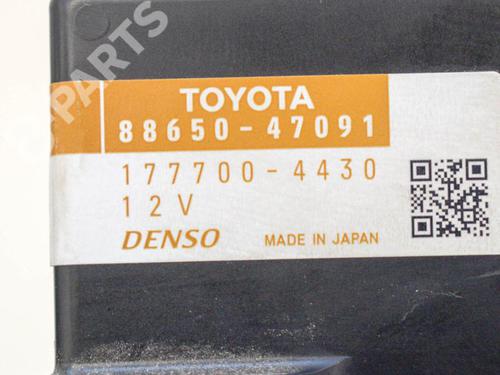 PARTS
TOYOTA
88650-47091
177700-4430
12V
DENSO MADE IN JAPAN